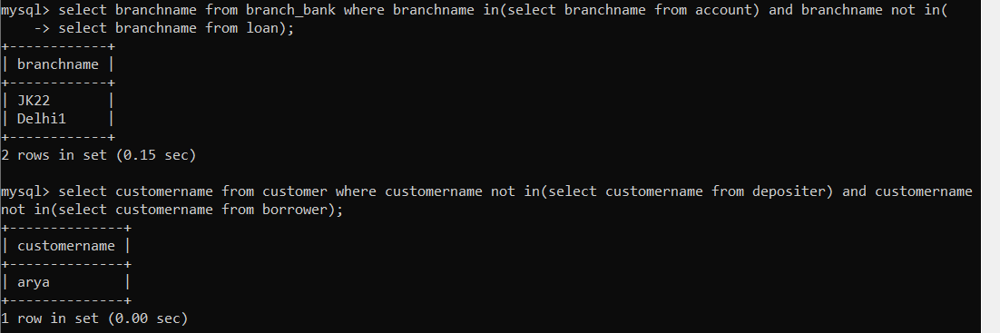 mysql> select branchname from branch_bank where branchname in(select branchname from account) and branchname not in(
    -> select branchname from loan);
+------------+
| branchname |
+------------+
| JK22       |
| Delhi1     |
+------------+
2 rows in set (0.15 sec)

mysql> select customername from customer where customername not in(select customername from depositer) and customername
not in(select customername from borrower);
+--------------+
| customername |
+--------------+
| arya         |
+--------------+
1 row in set (0.00 sec)